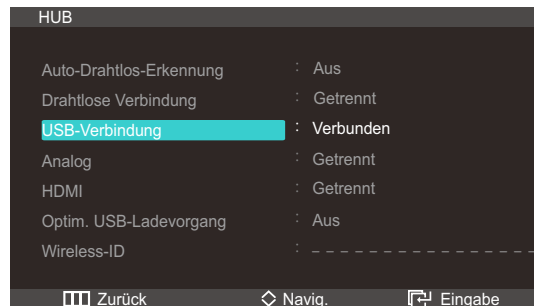 HUB
Auto-Drahtlos-Erkennung : Aus
Drahtlose Verbindung : Getrennt
USB-Verbindung : Verbunden
Analog : Getrennt
HDMI : Getrennt
Optim. USB-Ladevorgang : Aus
Wireless-ID : _ _ _ _ _ _ _ _ _ _ _ _ _ _ _ _ _
Zurück Navig. Eingabe